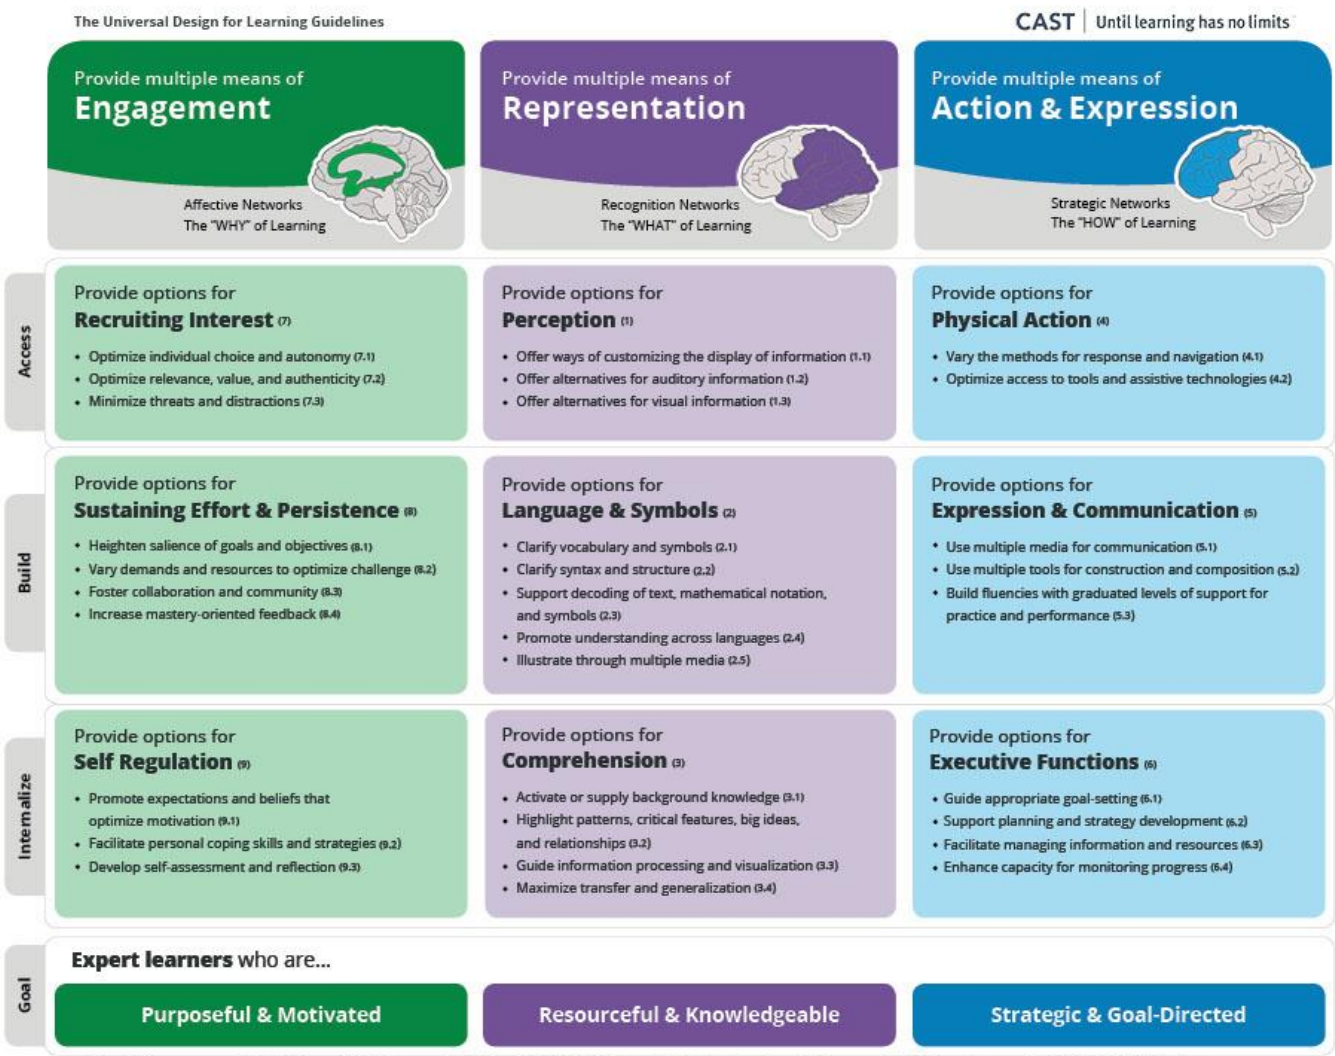 The Universal Design for Learning Guidelines
CAST | Until learning has no limits
Provide multiple means of
Engagement
Affective Networks
The "WHY" of Learning
Provide multiple means of
Representation
Recognition Networks
The "WHAT" of Learning
Provide multiple means of
Action & Expression
Strategic Networks
The "HOW" of Learning
Access
Provide options for
Recruiting Interest (7)
• Optimize individual choice and autonomy (7.1)
• Optimize relevance, value, and authenticity (7.2)
• Minimize threats and distractions (7.3)
Provide options for
Perception (1)
• Offer ways of customizing the display of information (1.1)
• Offer alternatives for auditory information (1.2)
• Offer alternatives for visual information (1.3)
Provide options for
Physical Action (4)
• Vary the methods for response and navigation (4.1)
• Optimize access to tools and assistive technologies (4.2)
Build
Provide options for
Sustaining Effort & Persistence (8)
• Heighten salience of goals and objectives (8.1)
• Vary demands and resources to optimize challenge (8.2)
• Foster collaboration and community (8.3)
• Increase mastery-oriented feedback (8.4)
Provide options for
Language & Symbols (2)
• Clarify vocabulary and symbols (2.1)
• Clarify syntax and structure (2.2)
• Support decoding of text, mathematical notation,
and symbols (2.3)
• Promote understanding across languages (2.4)
• Illustrate through multiple media (2.5)
Provide options for
Expression & Communication (5)
• Use multiple media for communication (5.1)
• Use multiple tools for construction and composition (5.2)
• Build fluencies with graduated levels of support for
practice and performance (5.3)
Internalize
Provide options for
Self Regulation (9)
• Promote expectations and beliefs that
optimize motivation (9.1)
• Facilitate personal coping skills and strategies (9.2)
• Develop self-assessment and reflection (9.3)
Provide options for
Comprehension (3)
• Activate or supply background knowledge (3.1)
• Highlight patterns, critical features, big ideas,
and relationships (3.2)
• Guide information processing and visualization (3.3)
• Maximize transfer and generalization (3.4)
Provide options for
Executive Functions (6)
• Guide appropriate goal-setting (6.1)
• Support planning and strategy development (6.2)
• Facilitate managing information and resources (6.3)
• Enhance capacity for monitoring progress (6.4)
Goal
Expert learners who are...
Purposeful & Motivated
Resourceful & Knowledgeable
Strategic & Goal-Directed